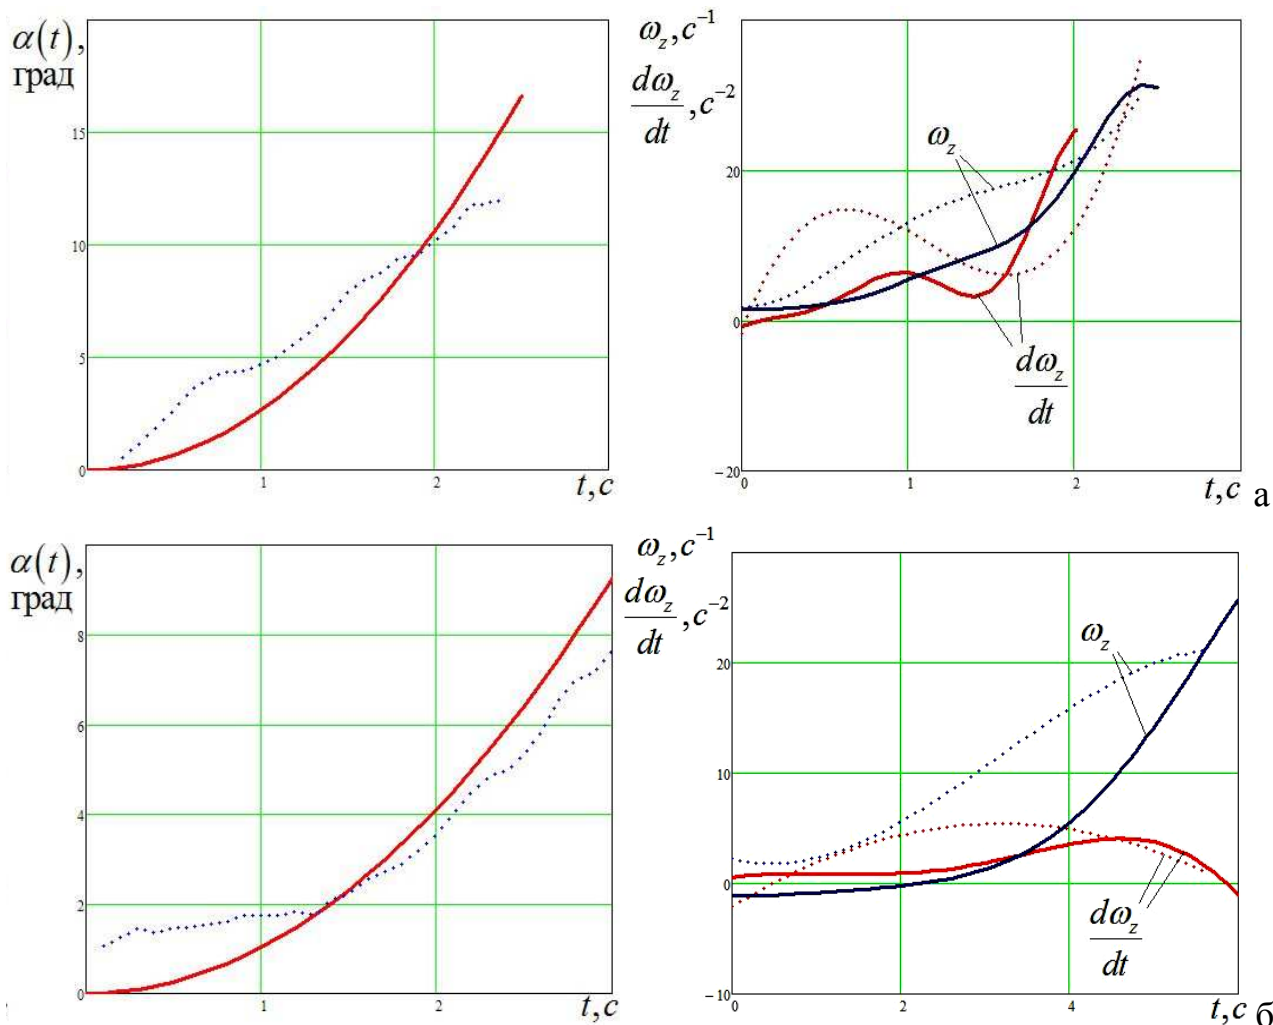 α(t),
град
15
10
5
0
1
2
t,c
ω_z,c⁻¹
dω_z/dt,c⁻²
20
0
−20
0
1
2
t,c
ω_z
dω_z/dt
а
α(t),
град
8
6
4
2
0
1
2
t,c
ω_z,c⁻¹
dω_z/dt,c⁻²
20
10
0
−10
0
2
4
t,c
ω_z
dω_z/dt
б